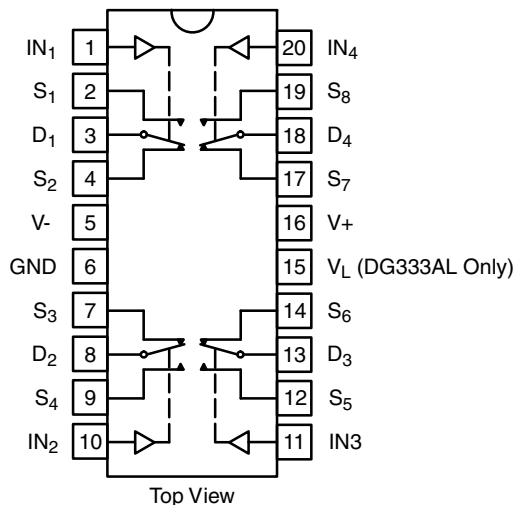 IN₁ 1 20 IN₄
S₁ 2 19 S₈
D₁ 3 18 D₄
S₂ 4 17 S₇
V- 5 16 V+
GND 6 15 V_L (DG333AL Only)
S₃ 7 14 S₆
D₂ 8 13 D₃
S₄ 9 12 S₅
IN₂ 10 11 IN3
Top View